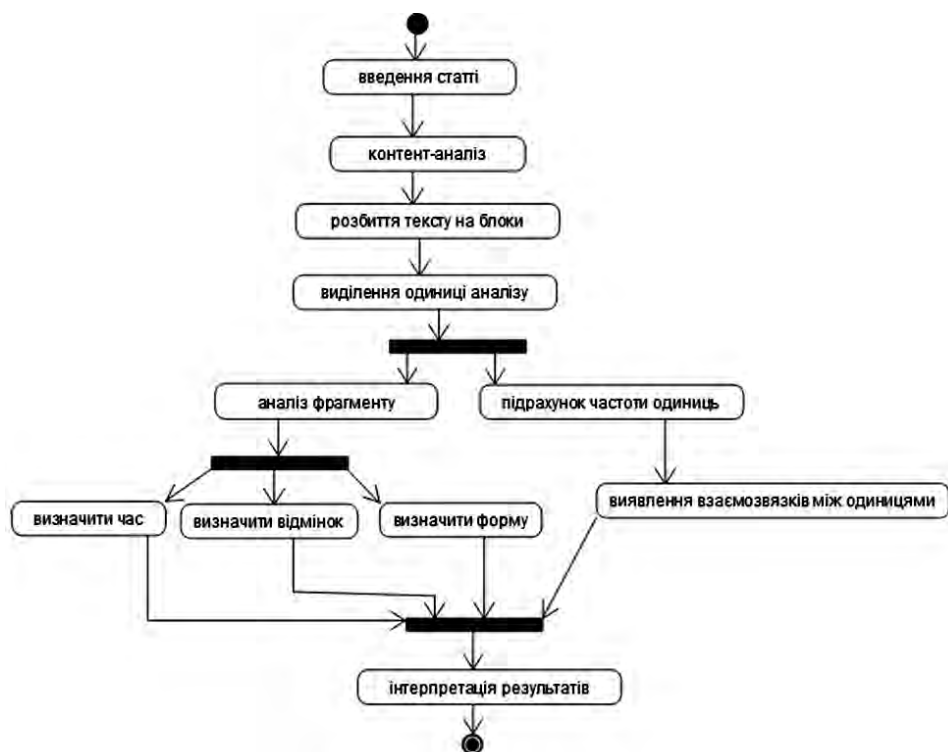 введення статті
контент-аналіз
розбиття тексту на блоки
виділення одиниці аналізу
аналіз фрагменту
підрахунок частоти одиниць
визначити час
визначити відмінок
визначити форму
виявлення взаємозвязків між одиницями
інтерпретація результатів